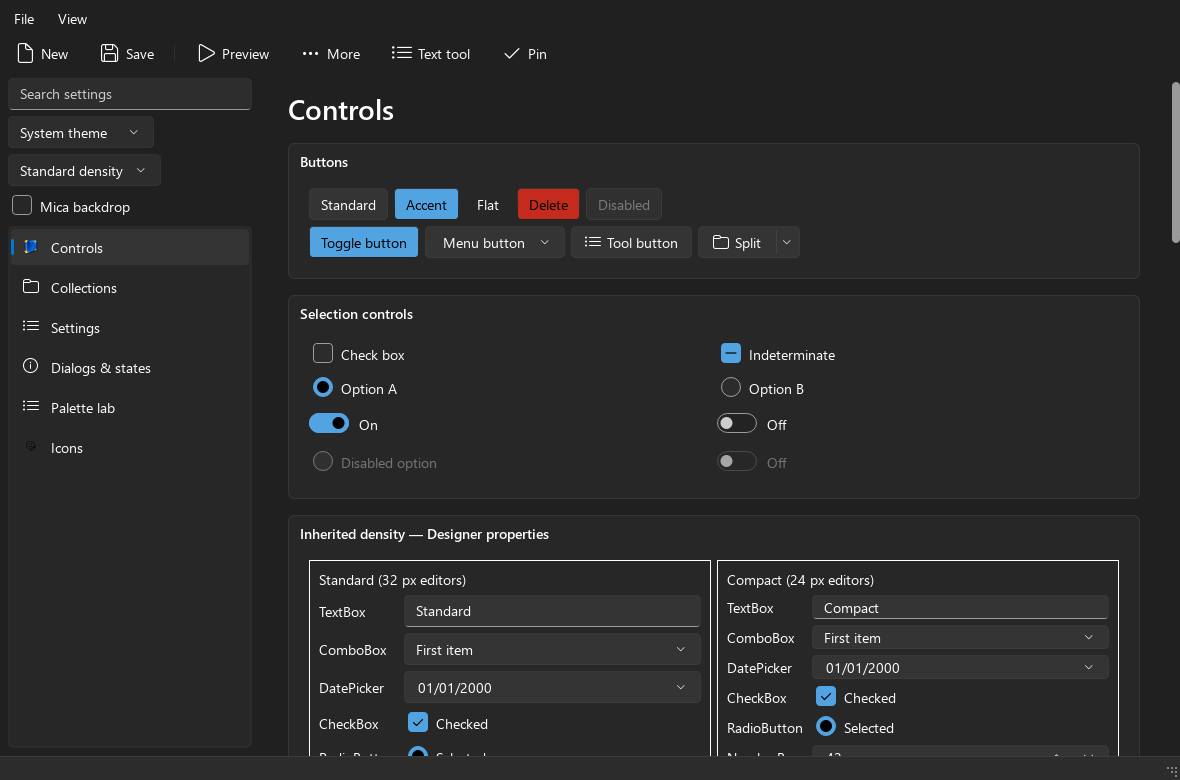 File View
New Save Preview More Text tool Pin
Search settings
System theme
Standard density
Mica backdrop
Controls
Collections
Settings
Dialogs & states
Palette lab
Icons
Controls
Buttons
Standard Accent Flat Delete Disabled
Toggle button Menu button Tool button Split
Selection controls
Check box Indeterminate
Option A Option B
On Off
Disabled option Off
Inherited density — Designer properties
Standard (32 px editors)
TextBox Standard
ComboBox First item
DatePicker 01/01/2000
CheckBox Checked
RadioButton Selected
Compact (24 px editors)
TextBox Compact
ComboBox First item
DatePicker 01/01/2000
CheckBox Checked
RadioButton Selected